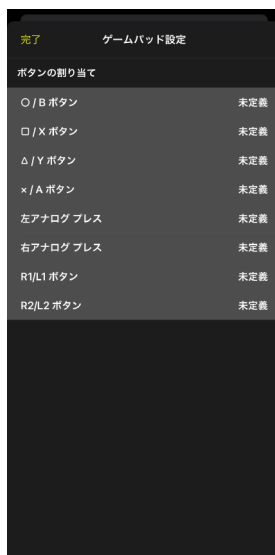 完了 ゲームパッド設定
ボタンの割り当て
○ / B ボタン 未定義
□ / X ボタン 未定義
△ / Y ボタン 未定義
× / A ボタン 未定義
左アナログ プレス 未定義
右アナログ プレス 未定義
R1/L1 ボタン 未定義
R2/L2 ボタン 未定義